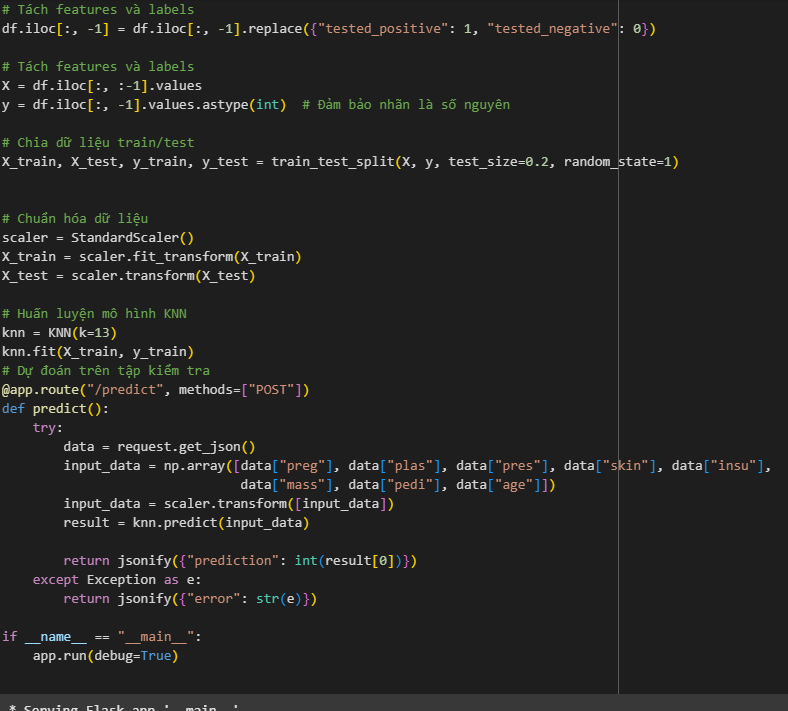 # Tách features và labels
df.iloc[:, -1] = df.iloc[:, -1].replace({"tested_positive": 1, "tested_negative": 0})
# Tách features và labels
X = df.iloc[:, :-1].values
y = df.iloc[:, -1].values.astype(int)  # Đảm bảo nhãn là số nguyên
# Chia dữ liệu train/test
X_train, X_test, y_train, y_test = train_test_split(X, y, test_size=0.2, random_state=1)
# Chuẩn hóa dữ liệu
scaler = StandardScaler()
X_train = scaler.fit_transform(X_train)
X_test = scaler.transform(X_test)
# Huấn luyện mô hình KNN
knn = KNN(k=13)
knn.fit(X_train, y_train)
# Dự đoán trên tập kiểm tra
@app.route("/predict", methods=["POST"])
def predict():
    try:
        data = request.get_json()
        input_data = np.array([data["preg"], data["plas"], data["pres"], data["skin"], data["insu"],
                               data["mass"], data["pedi"], data["age"]])
        input_data = scaler.transform([input_data])
        result = knn.predict(input_data)
        return jsonify({"prediction": int(result[0])})
    except Exception as e:
        return jsonify({"error": str(e)})
if __name__ == "__main__":
    app.run(debug=True)
* Serving Flask app '__main__'